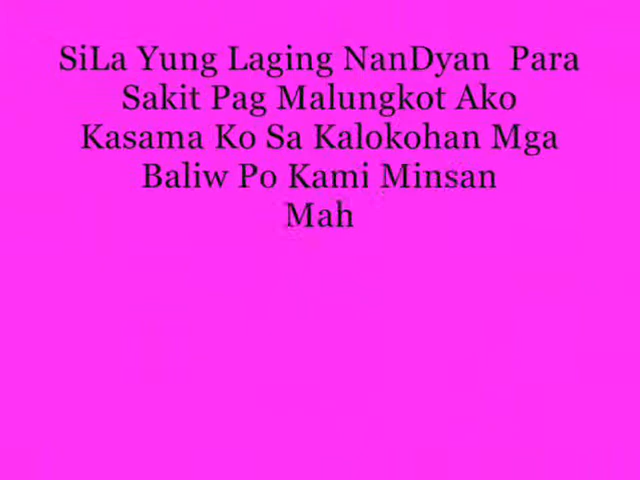 SiLa Yung Laging NanDyan  Para
Sakit Pag Malungkot Ako
Kasama Ko Sa Kalokohan Mga
Baliw Po Kami Minsan
Mah